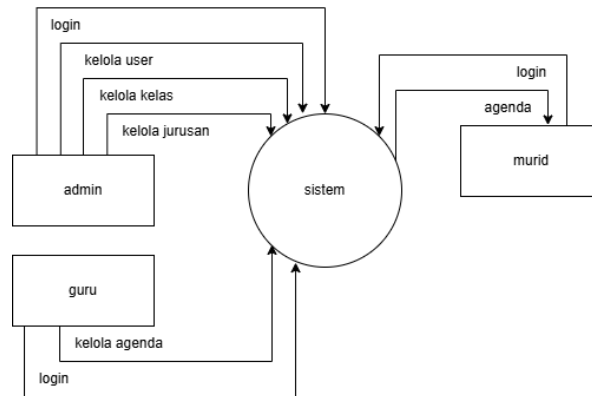 login
kelola user
kelola kelas
kelola jurusan
admin
sistem
login
agenda
murid
guru
kelola agenda
login